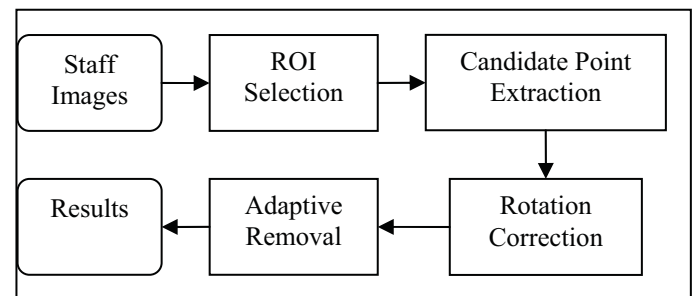 Staff
Images
ROI
Selection
Candidate Point
Extraction
Rotation
Correction
Adaptive
Removal
Results